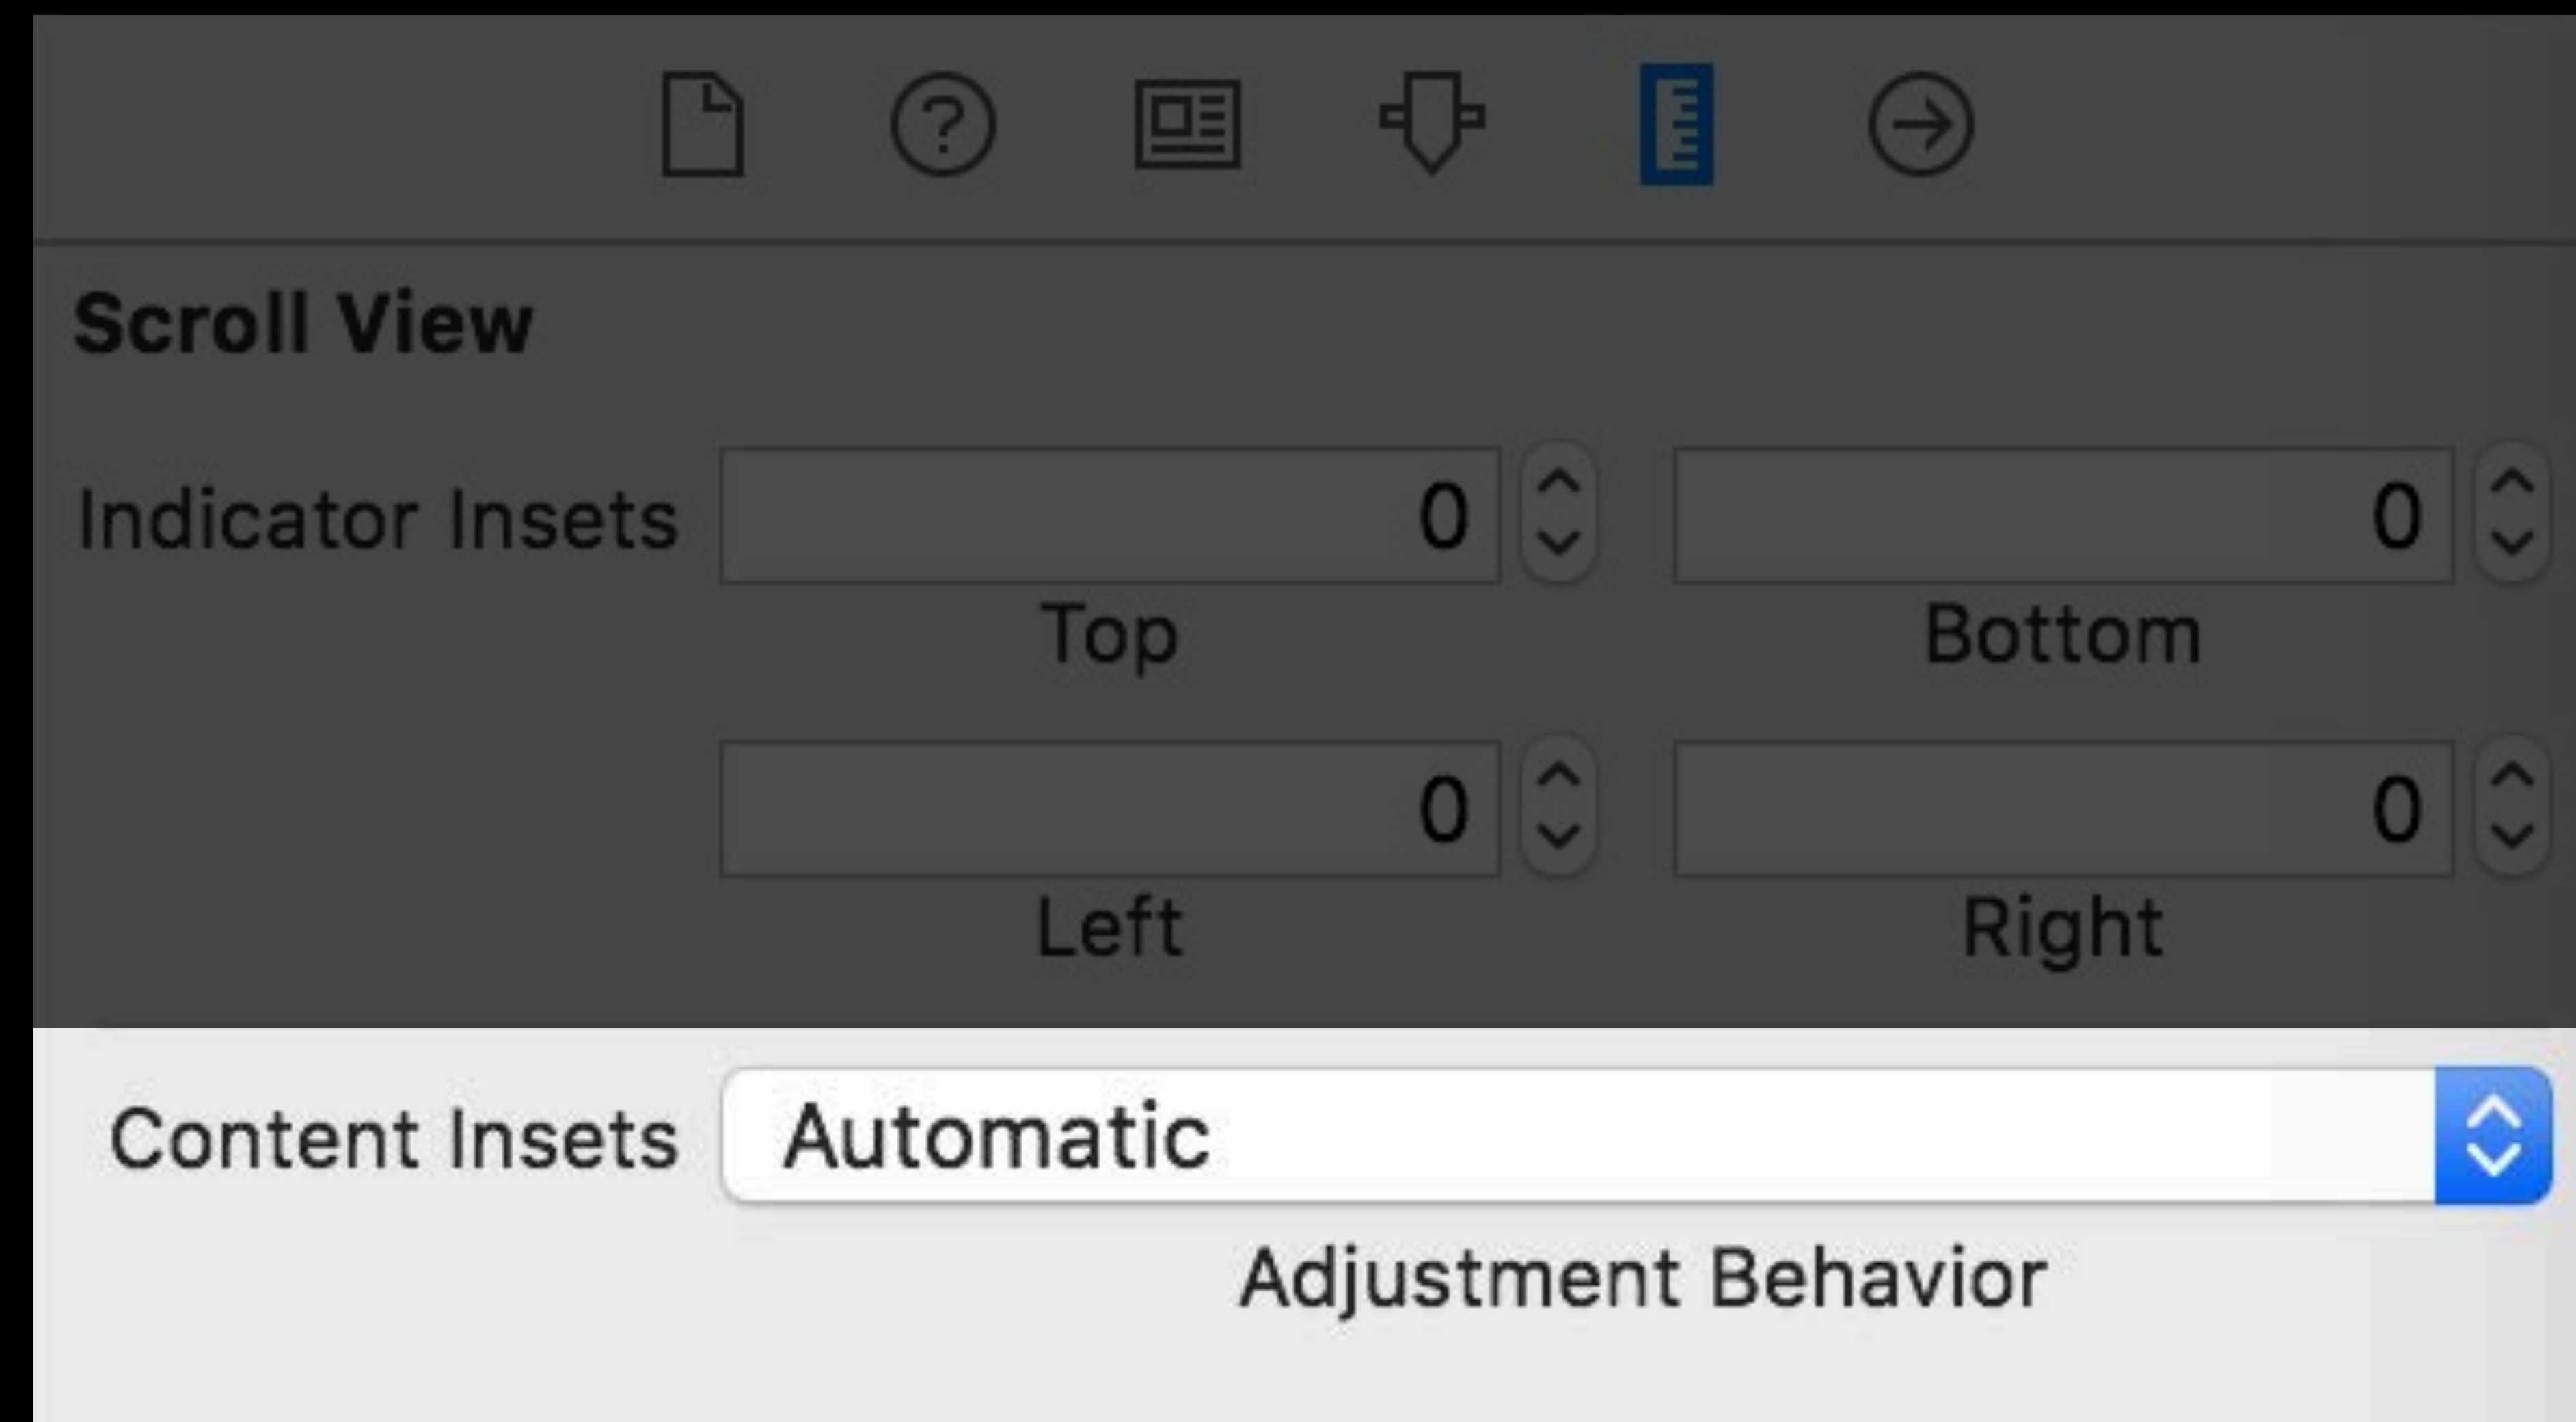 Scroll View
Indicator Insets 0 0
Top Bottom
0 0
Left Right
Content Insets Automatic
Adjustment Behavior